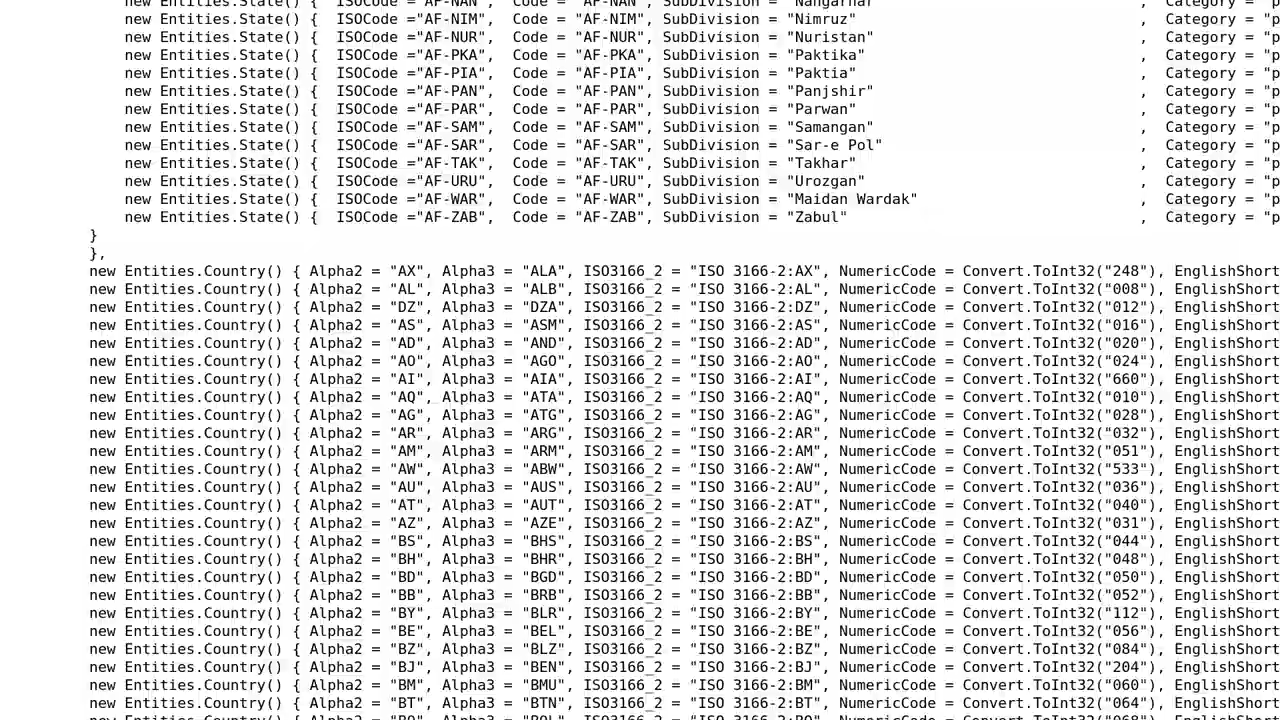 new Entities.State() {  ISOCode ="AF-NAN",  Code = "AF-NAN", SubDivision = "Nangarhar"                              ,  Category = "p
new Entities.State() {  ISOCode ="AF-NIM",  Code = "AF-NIM", SubDivision = "Nimruz"                                 ,  Category = "p
new Entities.State() {  ISOCode ="AF-NUR",  Code = "AF-NUR", SubDivision = "Nuristan"                               ,  Category = "p
new Entities.State() {  ISOCode ="AF-PKA",  Code = "AF-PKA", SubDivision = "Paktika"                                ,  Category = "p
new Entities.State() {  ISOCode ="AF-PIA",  Code = "AF-PIA", SubDivision = "Paktia"                                 ,  Category = "p
new Entities.State() {  ISOCode ="AF-PAN",  Code = "AF-PAN", SubDivision = "Panjshir"                               ,  Category = "p
new Entities.State() {  ISOCode ="AF-PAR",  Code = "AF-PAR", SubDivision = "Parwan"                                 ,  Category = "p
new Entities.State() {  ISOCode ="AF-SAM",  Code = "AF-SAM", SubDivision = "Samangan"                               ,  Category = "p
new Entities.State() {  ISOCode ="AF-SAR",  Code = "AF-SAR", SubDivision = "Sar-e Pol"                              ,  Category = "p
new Entities.State() {  ISOCode ="AF-TAK",  Code = "AF-TAK", SubDivision = "Takhar"                                 ,  Category = "p
new Entities.State() {  ISOCode ="AF-URU",  Code = "AF-URU", SubDivision = "Urozgan"                                ,  Category = "p
new Entities.State() {  ISOCode ="AF-WAR",  Code = "AF-WAR", SubDivision = "Maidan Wardak"                          ,  Category = "p
new Entities.State() {  ISOCode ="AF-ZAB",  Code = "AF-ZAB", SubDivision = "Zabul"                                  ,  Category = "p
}
},
new Entities.Country() { Alpha2 = "AX", Alpha3 = "ALA", ISO3166_2 = "ISO 3166-2:AX", NumericCode = Convert.ToInt32("248"), EnglishShort
new Entities.Country() { Alpha2 = "AL", Alpha3 = "ALB", ISO3166_2 = "ISO 3166-2:AL", NumericCode = Convert.ToInt32("008"), EnglishShort
new Entities.Country() { Alpha2 = "DZ", Alpha3 = "DZA", ISO3166_2 = "ISO 3166-2:DZ", NumericCode = Convert.ToInt32("012"), EnglishShort
new Entities.Country() { Alpha2 = "AS", Alpha3 = "ASM", ISO3166_2 = "ISO 3166-2:AS", NumericCode = Convert.ToInt32("016"), EnglishShort
new Entities.Country() { Alpha2 = "AD", Alpha3 = "AND", ISO3166_2 = "ISO 3166-2:AD", NumericCode = Convert.ToInt32("020"), EnglishShort
new Entities.Country() { Alpha2 = "AO", Alpha3 = "AGO", ISO3166_2 = "ISO 3166-2:AO", NumericCode = Convert.ToInt32("024"), EnglishShort
new Entities.Country() { Alpha2 = "AI", Alpha3 = "AIA", ISO3166_2 = "ISO 3166-2:AI", NumericCode = Convert.ToInt32("660"), EnglishShort
new Entities.Country() { Alpha2 = "AQ", Alpha3 = "ATA", ISO3166_2 = "ISO 3166-2:AQ", NumericCode = Convert.ToInt32("010"), EnglishShort
new Entities.Country() { Alpha2 = "AG", Alpha3 = "ATG", ISO3166_2 = "ISO 3166-2:AG", NumericCode = Convert.ToInt32("028"), EnglishShort
new Entities.Country() { Alpha2 = "AR", Alpha3 = "ARG", ISO3166_2 = "ISO 3166-2:AR", NumericCode = Convert.ToInt32("032"), EnglishShort
new Entities.Country() { Alpha2 = "AM", Alpha3 = "ARM", ISO3166_2 = "ISO 3166-2:AM", NumericCode = Convert.ToInt32("051"), EnglishShort
new Entities.Country() { Alpha2 = "AW", Alpha3 = "ABW", ISO3166_2 = "ISO 3166-2:AW", NumericCode = Convert.ToInt32("533"), EnglishShort
new Entities.Country() { Alpha2 = "AU", Alpha3 = "AUS", ISO3166_2 = "ISO 3166-2:AU", NumericCode = Convert.ToInt32("036"), EnglishShort
new Entities.Country() { Alpha2 = "AT", Alpha3 = "AUT", ISO3166_2 = "ISO 3166-2:AT", NumericCode = Convert.ToInt32("040"), EnglishShort
new Entities.Country() { Alpha2 = "AZ", Alpha3 = "AZE", ISO3166_2 = "ISO 3166-2:AZ", NumericCode = Convert.ToInt32("031"), EnglishShort
new Entities.Country() { Alpha2 = "BS", Alpha3 = "BHS", ISO3166_2 = "ISO 3166-2:BS", NumericCode = Convert.ToInt32("044"), EnglishShort
new Entities.Country() { Alpha2 = "BH", Alpha3 = "BHR", ISO3166_2 = "ISO 3166-2:BH", NumericCode = Convert.ToInt32("048"), EnglishShort
new Entities.Country() { Alpha2 = "BD", Alpha3 = "BGD", ISO3166_2 = "ISO 3166-2:BD", NumericCode = Convert.ToInt32("050"), EnglishShort
new Entities.Country() { Alpha2 = "BB", Alpha3 = "BRB", ISO3166_2 = "ISO 3166-2:BB", NumericCode = Convert.ToInt32("052"), EnglishShort
new Entities.Country() { Alpha2 = "BY", Alpha3 = "BLR", ISO3166_2 = "ISO 3166-2:BY", NumericCode = Convert.ToInt32("112"), EnglishShort
new Entities.Country() { Alpha2 = "BE", Alpha3 = "BEL", ISO3166_2 = "ISO 3166-2:BE", NumericCode = Convert.ToInt32("056"), EnglishShort
new Entities.Country() { Alpha2 = "BZ", Alpha3 = "BLZ", ISO3166_2 = "ISO 3166-2:BZ", NumericCode = Convert.ToInt32("084"), EnglishShort
new Entities.Country() { Alpha2 = "BJ", Alpha3 = "BEN", ISO3166_2 = "ISO 3166-2:BJ", NumericCode = Convert.ToInt32("204"), EnglishShort
new Entities.Country() { Alpha2 = "BM", Alpha3 = "BMU", ISO3166_2 = "ISO 3166-2:BM", NumericCode = Convert.ToInt32("060"), EnglishShort
new Entities.Country() { Alpha2 = "BT", Alpha3 = "BTN", ISO3166_2 = "ISO 3166-2:BT", NumericCode = Convert.ToInt32("064"), EnglishShort